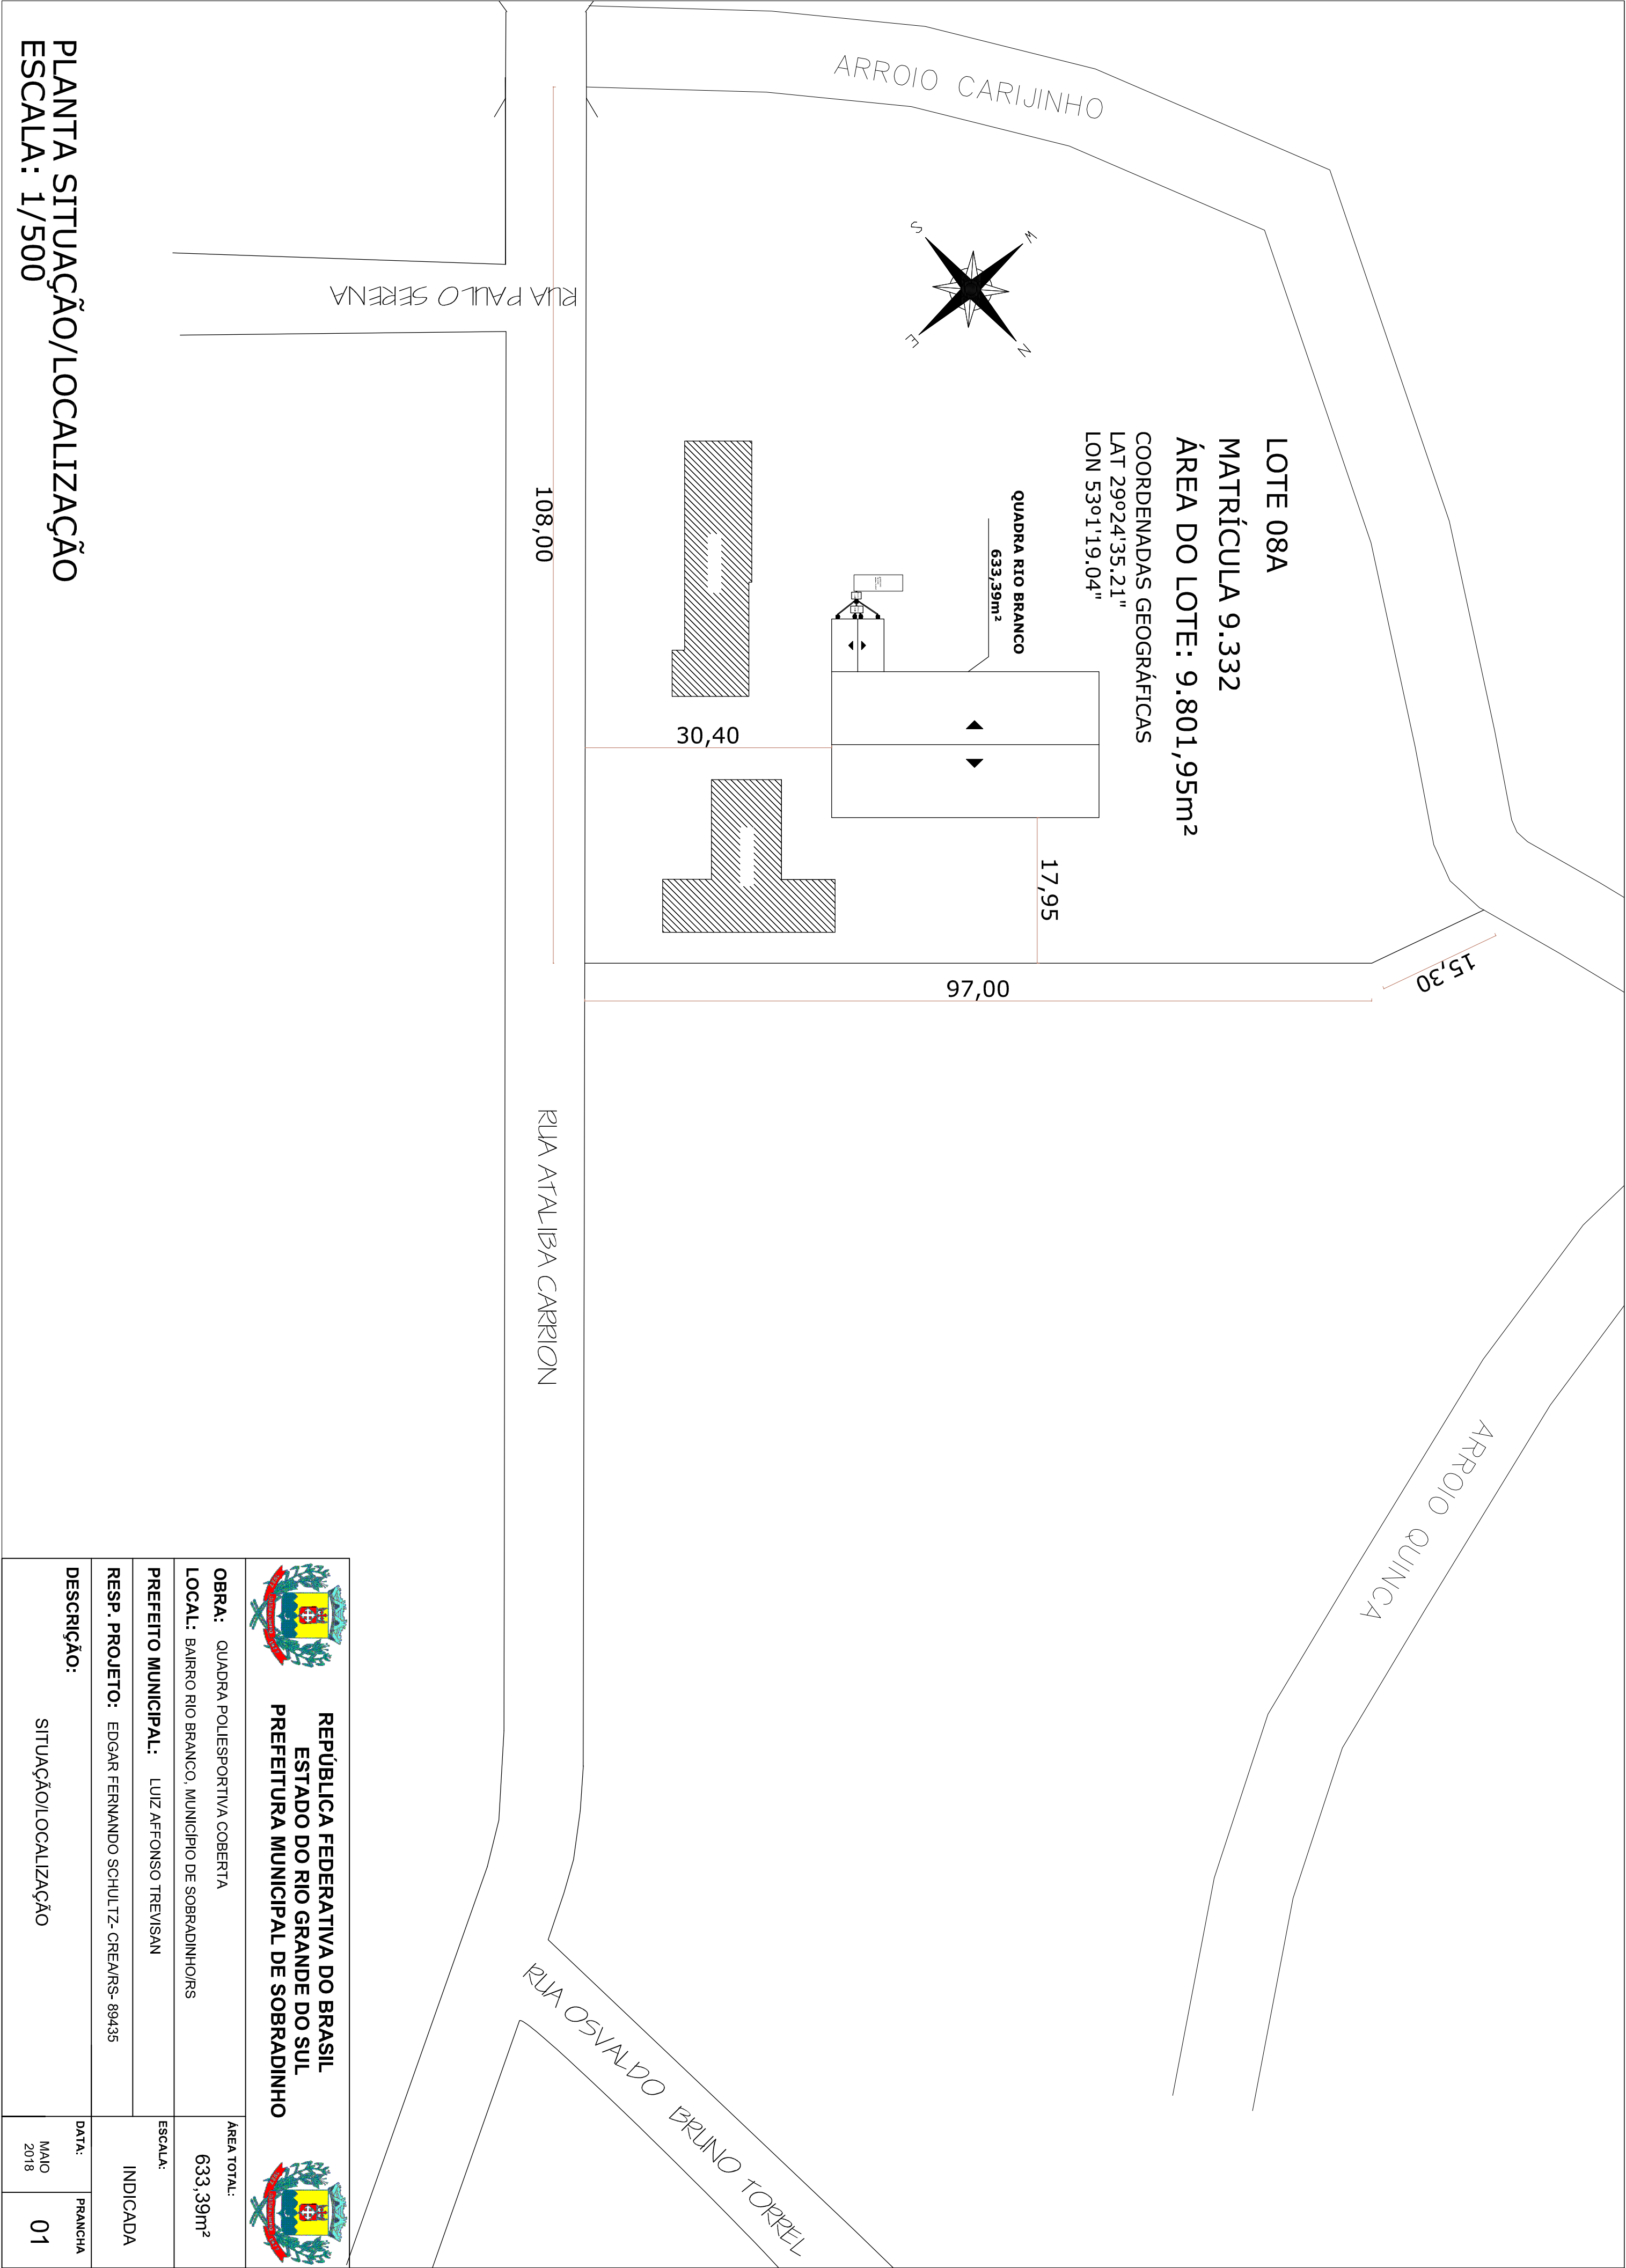 ARROIO CARIJINHO
S
W
E
N
LOTE 08A
MATRÍCULA 9.332
ÁREA DO LOTE: 9.801,95m²
COORDENADAS GEOGRÁFICAS
LAT 29º24'35.21"
LON 53º1'19.04"
QUADRA RIO BRANCO
633,39m²
RUA PAULO SERENA
108,00
30,40
17,95
97,00
15,30
RUA ATALIBA CARRION
ARROIO QUINCA
RUA OSVALDO BRUNO TORREL
PLANTA SITUAÇÃO/LOCALIZAÇÃO
ESCALA: 1/500
REPÚBLICA FEDERATIVA DO BRASIL
ESTADO DO RIO GRANDE DO SUL
PREFEITURA MUNICIPAL DE SOBRADINHO
OBRA: QUADRA POLIESPORTIVA COBERTA
LOCAL: BAIRRO RIO BRANCO, MUNICÍPIO DE SOBRADINHO/RS
ÁREA TOTAL:
633,39m²
PREFEITO MUNICIPAL: LUIZ AFFONSO TREVISAN
RESP. PROJETO: EDGAR FERNANDO SCHULTZ- CREA/RS- 89435
ESCALA:
INDICADA
DESCRIÇÃO:
SITUAÇÃO/LOCALIZAÇÃO
DATA:
MAIO
2018
PRANCHA
01